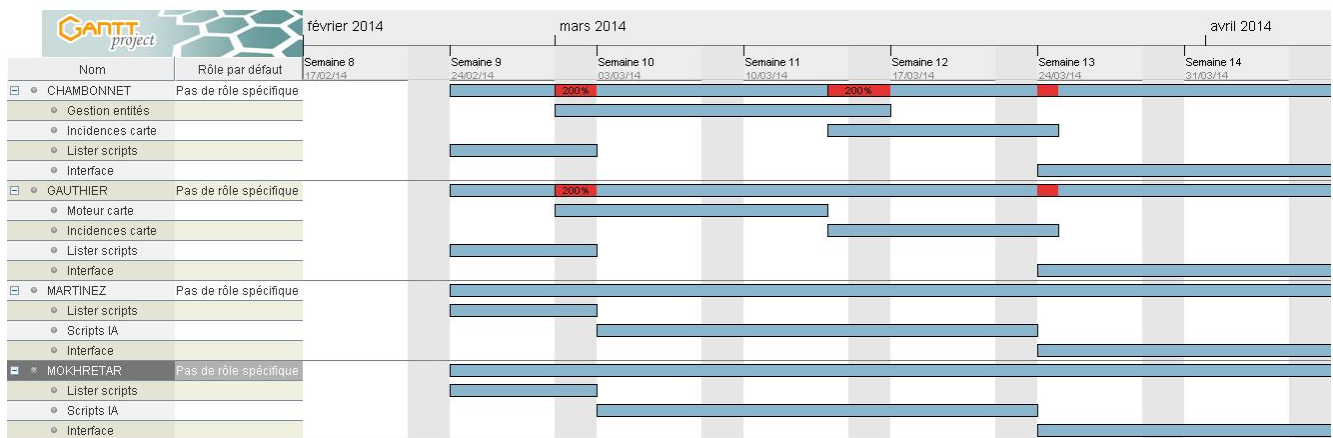 GANTT
project
février 2014
mars 2014
avril 2014
Nom
Rôle par défaut
Semaine 8
17/02/14
Semaine 9
24/02/14
Semaine 10
03/03/14
Semaine 11
10/03/14
Semaine 12
17/03/14
Semaine 13
24/03/14
Semaine 14
31/03/14
CHAMBONNET Pas de rôle spécifique 200% 200%
Gestion entités
Incidences carte
Lister scripts
Interface
GAUTHIER Pas de rôle spécifique 200%
Moteur carte
Incidences carte
Lister scripts
Interface
MARTINEZ Pas de rôle spécifique
Lister scripts
Scripts IA
Interface
MOKHRETAR Pas de rôle spécifique
Lister scripts
Scripts IA
Interface